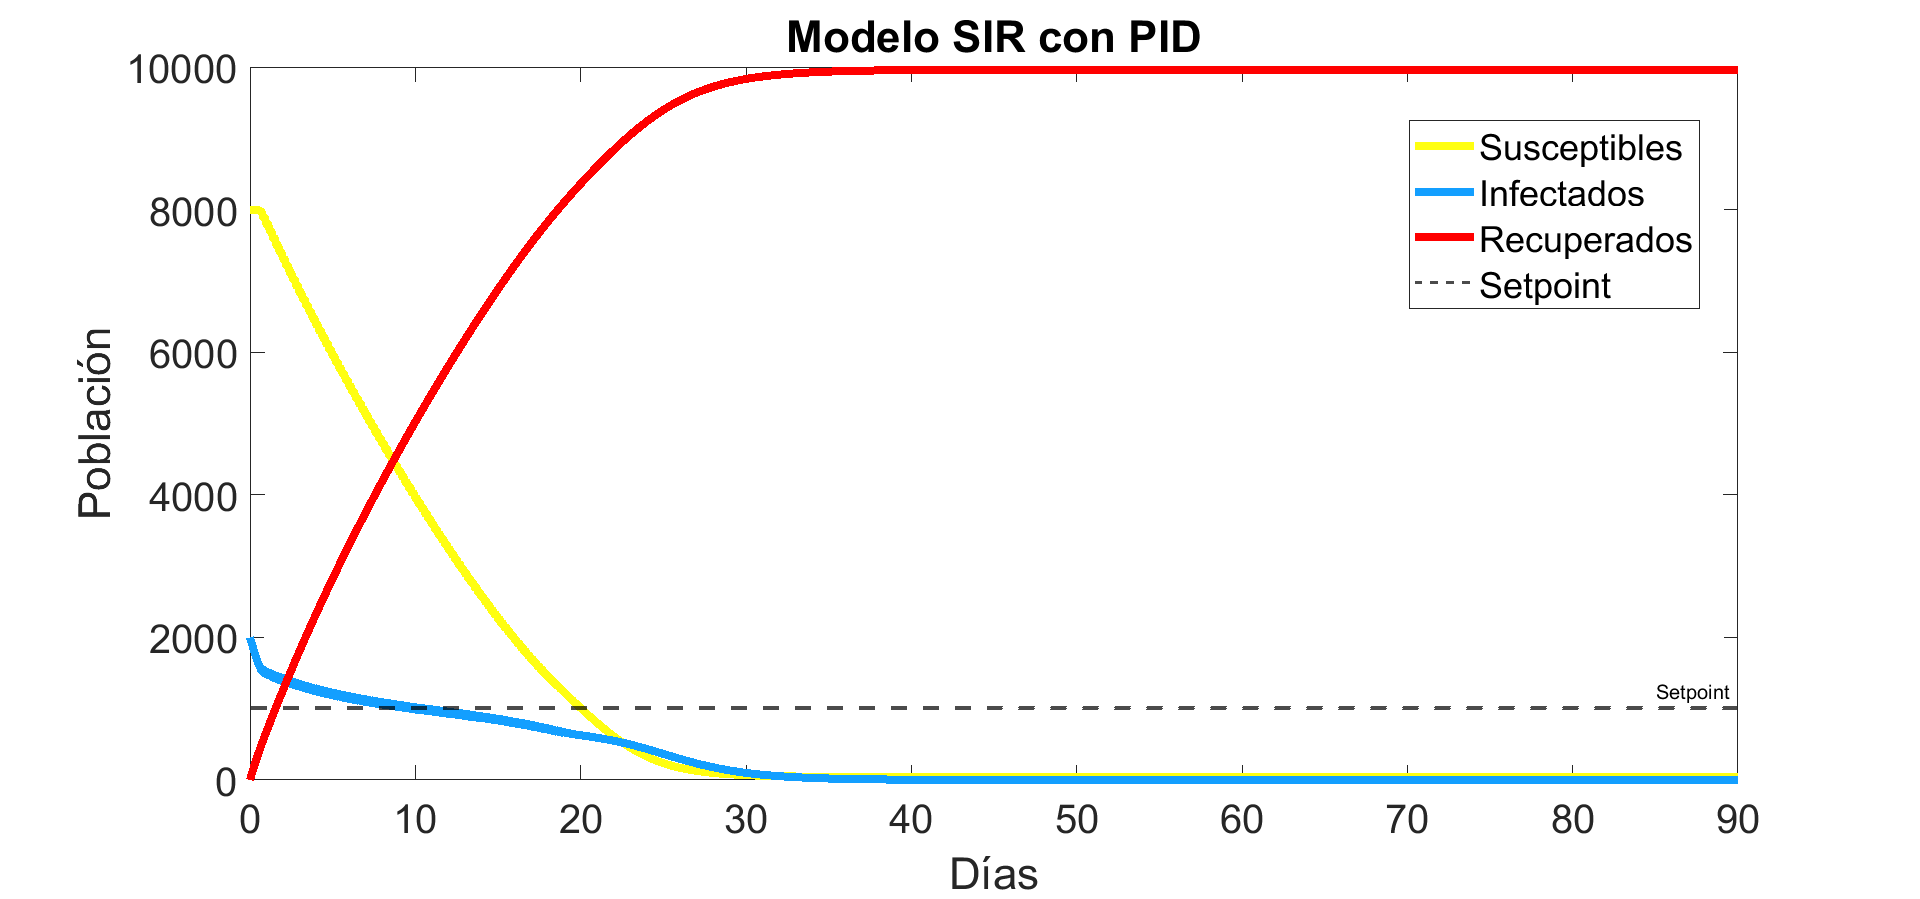 Modelo SIR con PID
10000
8000
6000
4000
2000
0
Población
Susceptibles
Infectados
Recuperados
Setpoint
Setpoint
0 10 20 30 40 50 60 70 80 90
Días